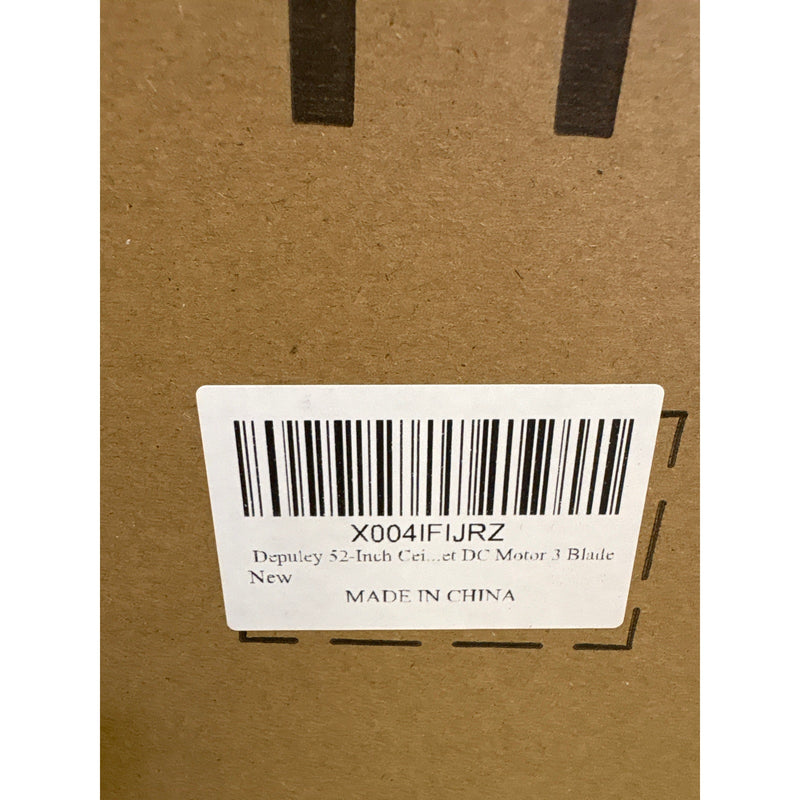 X004IFIJRZ
Depuley 52-Inch Cei...et DC Motor 3 Blade
New
MADE IN CHINA